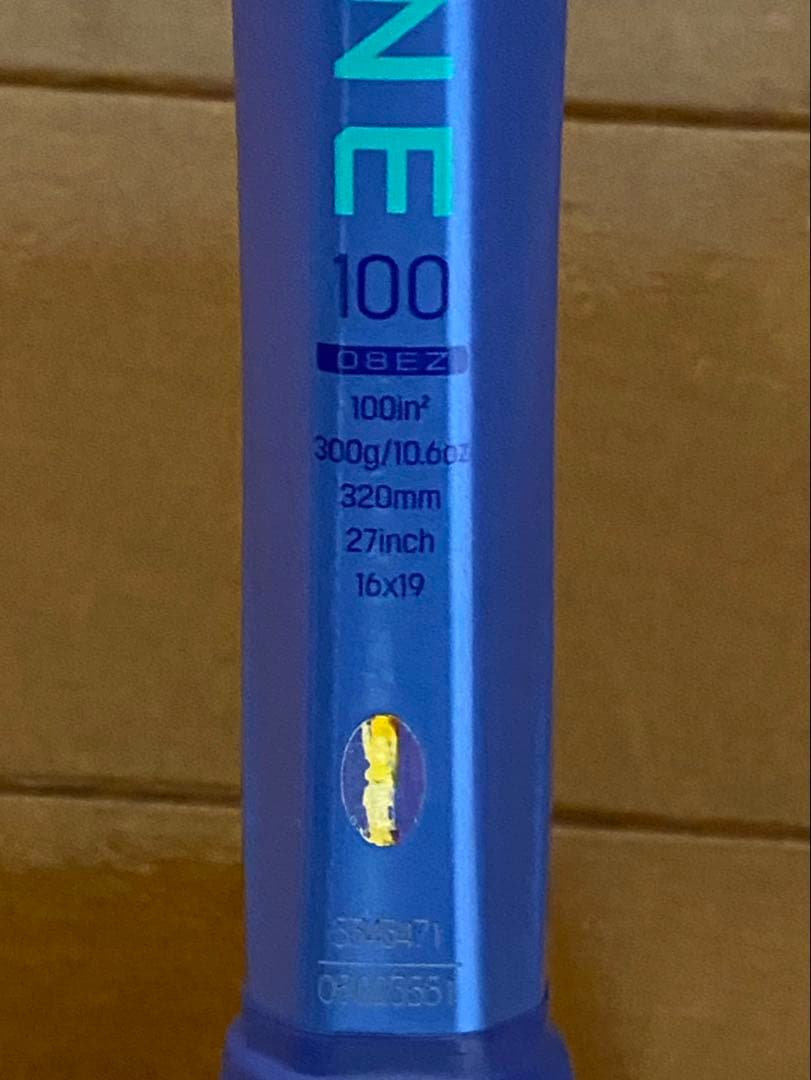 NE
100
08EZ
100in²
300g/10.6oz
320mm
27inch
16x19